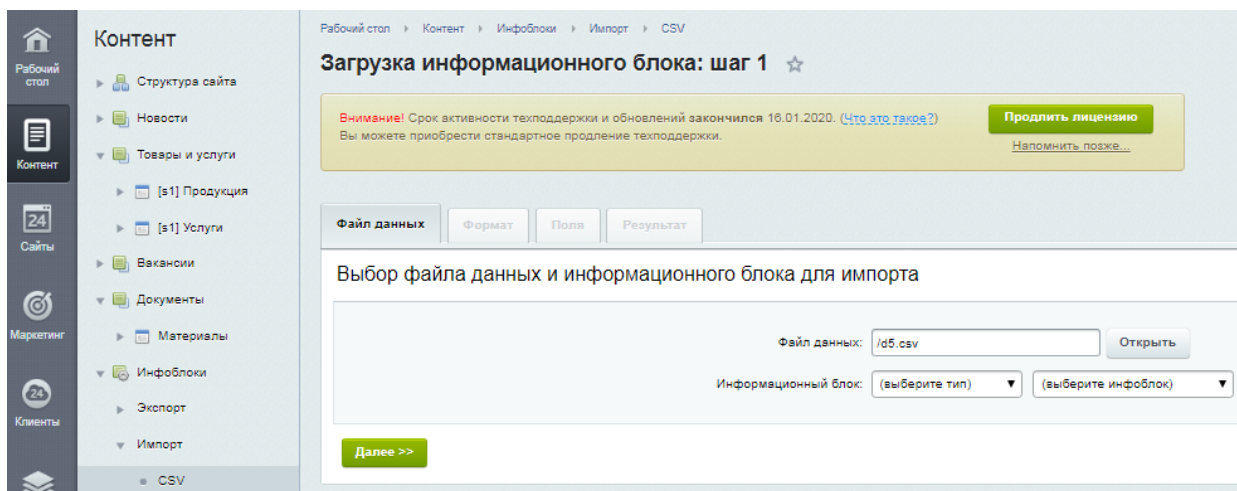 Рабочий стол
Контент
Сайты
Маркетинг
Клиенты
Контент
Структура сайта
Новости
Товары и услуги
[s1] Продукция
[s1] Услуги
Вакансии
Документы
Материалы
Инфоблоки
Экспорт
Импорт
CSV
Рабочий стол Контент Инфоблоки Импорт CSV
Загрузка информационного блока: шаг 1
Внимание! Срок активности техподдержки и обновлений закончился 16.01.2020. (Что это такое?)
Вы можете приобрести стандартное продление техподдержки.
Продлить лицензию
Напомнить позже...
Файл данных Формат Поля Результат
Выбор файла данных и информационного блока для импорта
Файл данных: /d5.csv Открыть
Информационный блок: (выберите тип) (выберите инфоблок)
Далее >>